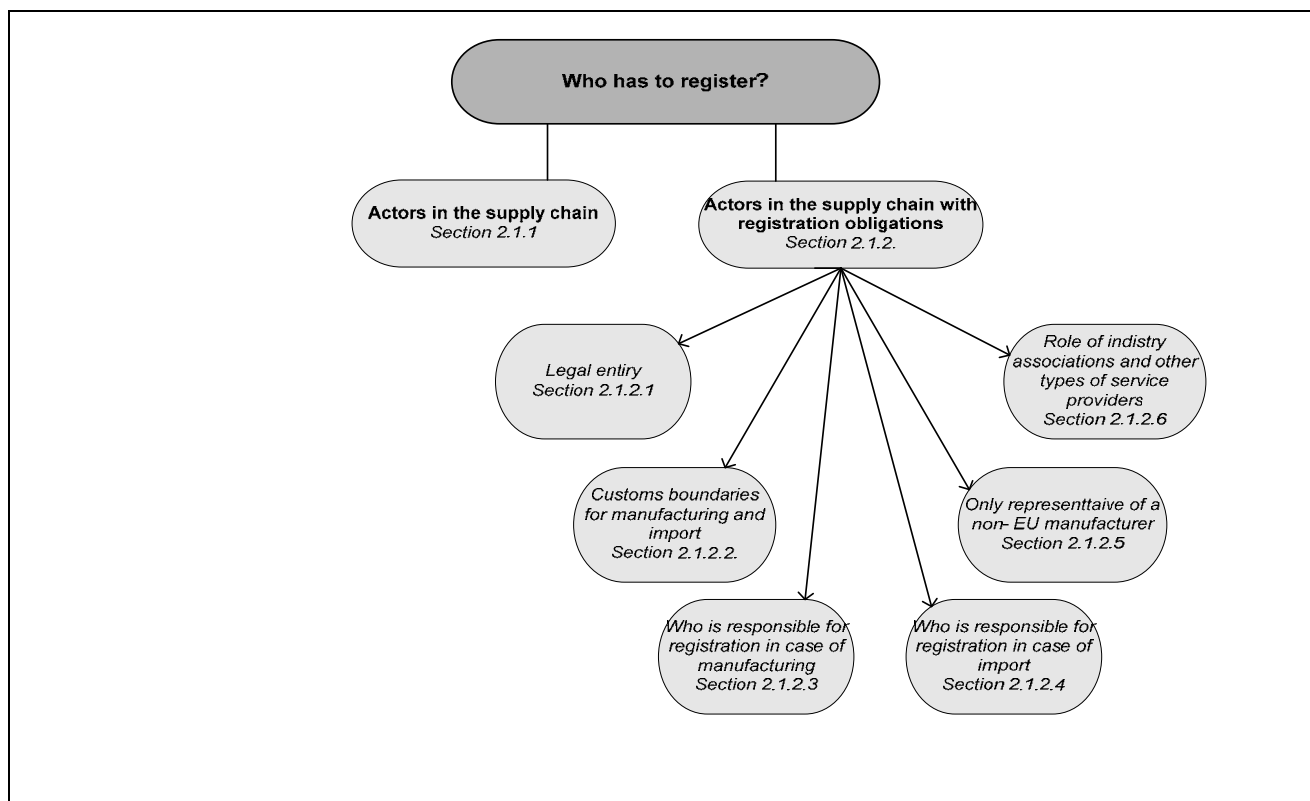 Who has to register?
Actors in the supply chain
Section 2.1.1
Actors in the supply chain with
registration obligations
Section 2.1.2.
Legal entiry
Section 2.1.2.1
Role of indistry
associations and other
types of service
providers
Section 2.1.2.6
Customs boundaries
for manufacturing and
import
Section 2.1.2.2.
Only representtaive of a
non- EU manufacturer
Section 2.1.2.5
Who is responsible for
registration in case of
manufacturing
Section 2.1.2.3
Who is responsible for
registration in case of
import
Section 2.1.2.4